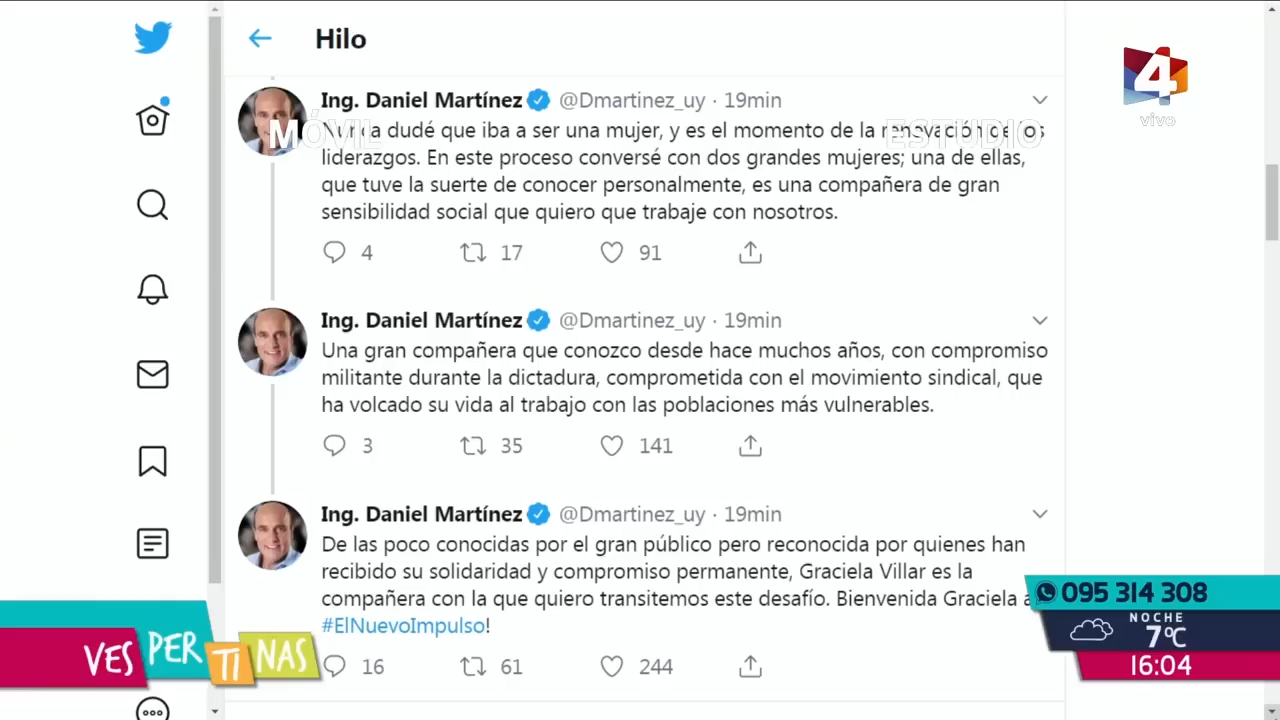 Hilo
4
vivo
Ing. Daniel Martínez @Dmartinez_uy · 19min
MÓVIL
ESTUDIO
Nunca dudé que iba a ser una mujer, y es el momento de la renovación de los
liderazgos. En este proceso conversé con dos grandes mujeres; una de ellas,
que tuve la suerte de conocer personalmente, es una compañera de gran
sensibilidad social que quiero que trabaje con nosotros.
4 17 91
Ing. Daniel Martínez @Dmartinez_uy · 19min
Una gran compañera que conozco desde hace muchos años, con compromiso
militante durante la dictadura, comprometida con el movimiento sindical, que
ha volcado su vida al trabajo con las poblaciones más vulnerables.
3 35 141
Ing. Daniel Martínez @Dmartinez_uy · 19min
De las poco conocidas por el gran público pero reconocida por quienes han
recibido su solidaridad y compromiso permanente, Graciela Villar es la
compañera con la que quiero transitemos este desafío. Bienvenida Graciela a
#ElNuevoImpulso!
16 61 244
VESPERTINAS
095 314 308
NOCHE
7°C
16:04